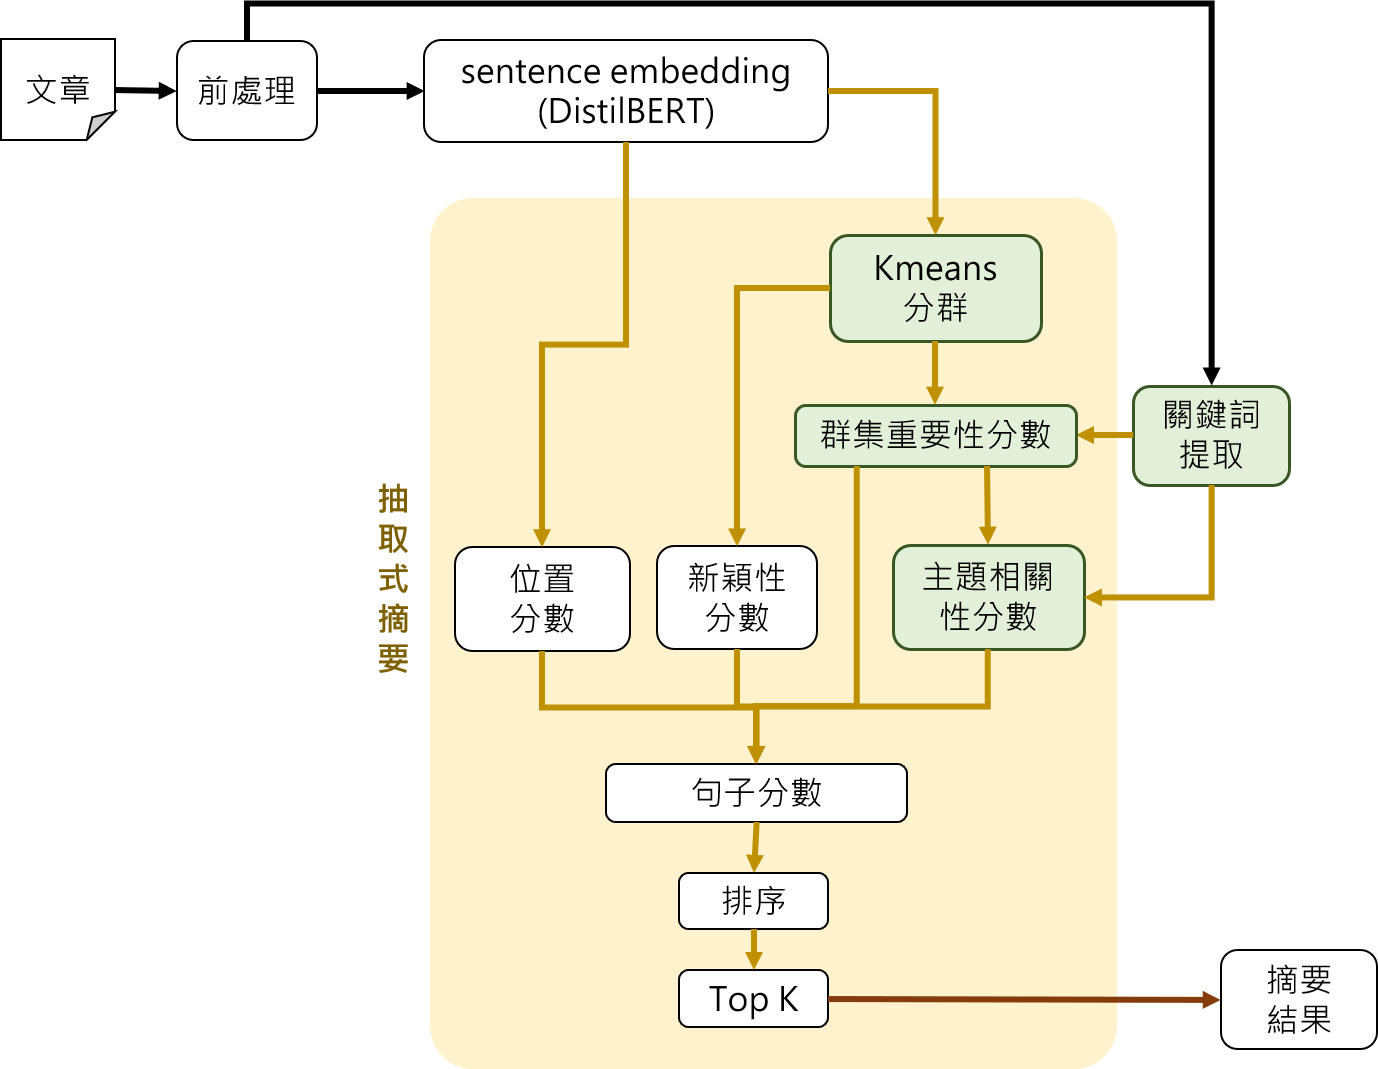 文章
前處理
sentence embedding
(DistilBERT)
Kmeans
分群
群集重要性分數
關鍵詞
提取
抽
取
式
摘
要
位置
分數
新穎性
分數
主題相關
性分數
句子分數
排序
Top K
摘要
結果